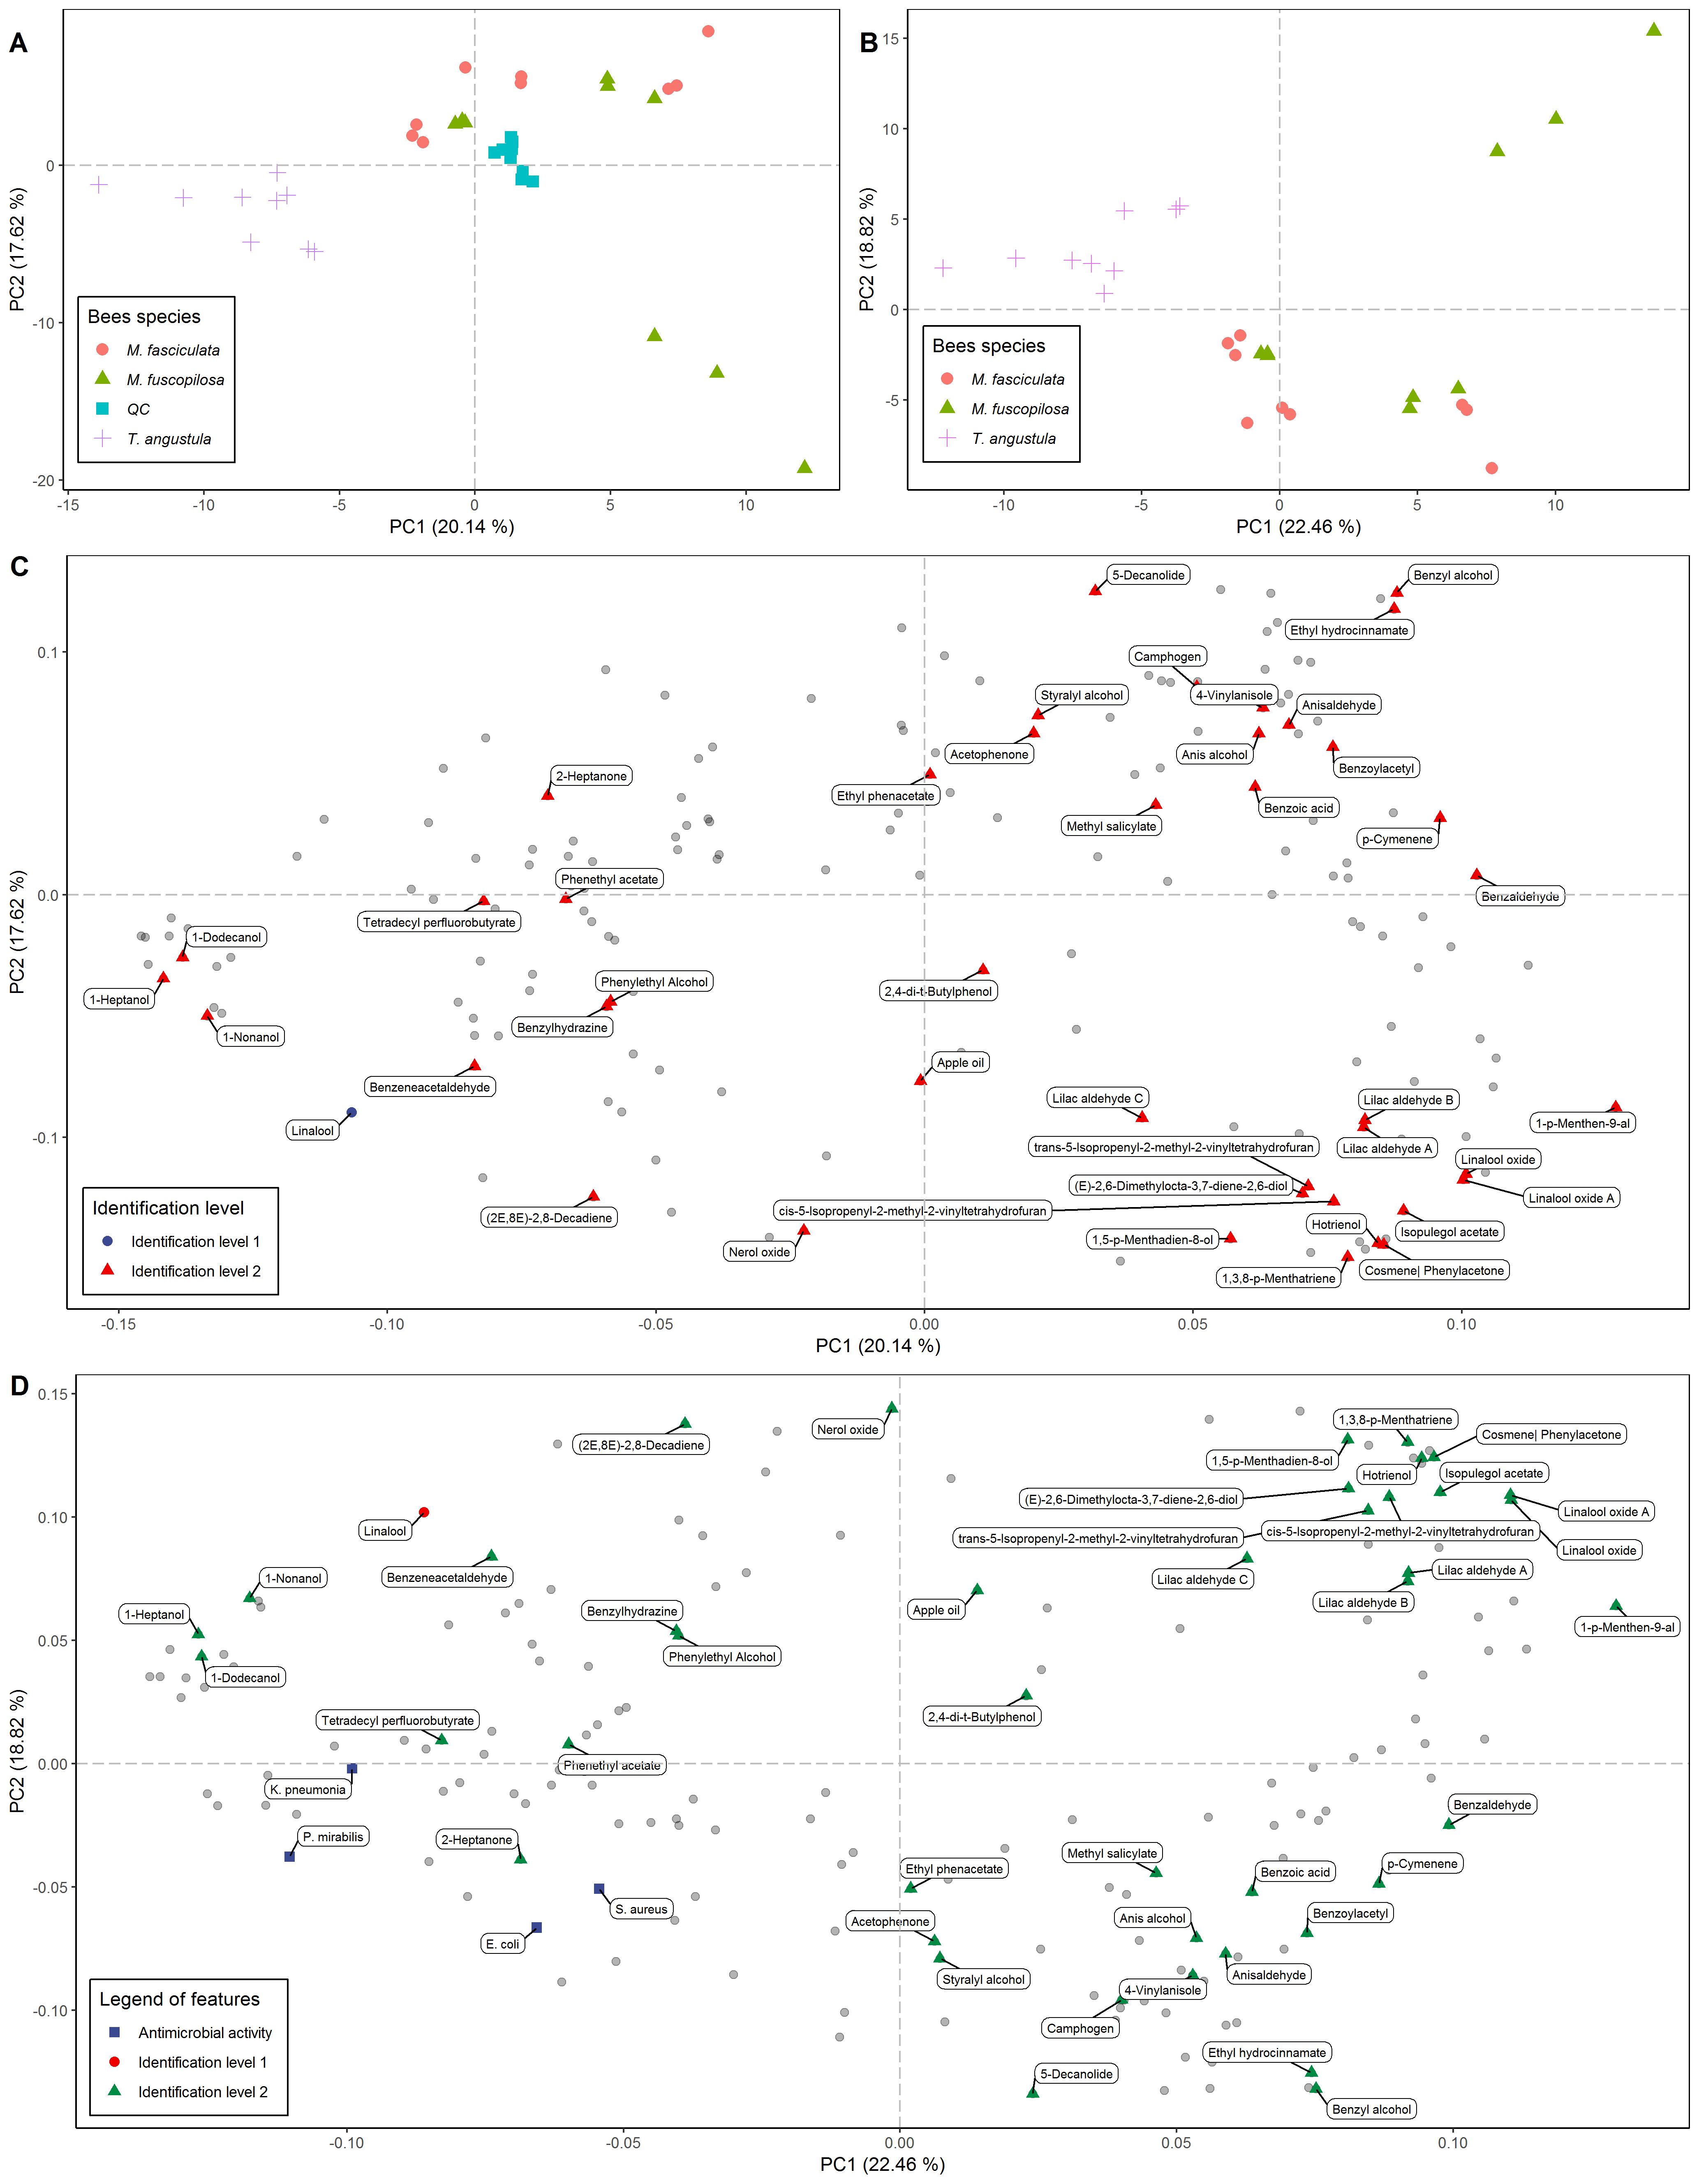 A
PC2 (17.62 %)
0
-10
-20
Bees species
M. fasciculata
M. fuscopilosa
QC
T. angustula
-15
-10
-5
0
5
10
PC1 (20.14 %)
B
PC2 (18.82 %)
15
10
5
0
-5
Bees species
M. fasciculata
M. fuscopilosa
T. angustula
-10
-5
0
5
10
PC1 (22.46 %)
C
PC2 (17.62 %)
0.1
0.0
-0.1
5-Decanolide
Benzyl alcohol
Ethyl hydrocinnamate
Camphogen
Styralyl alcohol
4-Vinylanisole
Anisaldehyde
Acetophenone
Anis alcohol
Benzoylacetyl
2-Heptanone
Ethyl phenacetate
Benzoic acid
Methyl salicylate
p-Cymenene
Phenethyl acetate
Benzaldehyde
Tetradecyl perfluorobutyrate
1-Dodecanol
1-Heptanol
Phenylethyl Alcohol
2,4-di-t-Butylphenol
Benzylhydrazine
1-Nonanol
Apple oil
Benzeneacetaldehyde
Lilac aldehyde C
Lilac aldehyde B
1-p-Menthen-9-al
Linalool
trans-5-Isopropenyl-2-methyl-2-vinyltetrahydrofuran
Lilac aldehyde A
Linalool oxide
(E)-2,6-Dimethylocta-3,7-diene-2,6-diol
Linalool oxide A
cis-5-Isopropenyl-2-methyl-2-vinyltetrahydrofuran
(2E,8E)-2,8-Decadiene
Hotrienol
Isopulegol acetate
1,5-p-Menthadien-8-ol
Nerol oxide
Cosmene| Phenylacetone
1,3,8-p-Menthatriene
Identification level
Identification level 1
Identification level 2
-0.15
-0.10
-0.05
0.00
0.05
0.10
PC1 (20.14 %)
D
PC2 (18.82 %)
0.15
0.10
0.05
0.00
-0.05
-0.10
Nerol oxide
1,3,8-p-Menthatriene
Cosmene| Phenylacetone
(2E,8E)-2,8-Decadiene
1,5-p-Menthadien-8-ol
Hotrienol
Isopulegol acetate
(E)-2,6-Dimethylocta-3,7-diene-2,6-diol
Linalool oxide A
Linalool
trans-5-Isopropenyl-2-methyl-2-vinyltetrahydrofuran
cis-5-Isopropenyl-2-methyl-2-vinyltetrahydrofuran
Linalool oxide
Benzeneacetaldehyde
1-Nonanol
Lilac aldehyde C
Lilac aldehyde A
Lilac aldehyde B
1-Heptanol
Benzylhydrazine
Apple oil
1-p-Menthen-9-al
Phenylethyl Alcohol
1-Dodecanol
Tetradecyl perfluorobutyrate
2,4-di-t-Butylphenol
Phenethyl acetate
K. pneumonia
Benzaldehyde
P. mirabilis
2-Heptanone
Methyl salicylate
Ethyl phenacetate
Benzoic acid
p-Cymenene
S. aureus
Acetophenone
Anis alcohol
Benzoylacetyl
E. coli
Styralyl alcohol
Anisaldehyde
4-Vinylanisole
Camphogen
Ethyl hydrocinnamate
5-Decanolide
Benzyl alcohol
Legend of features
Antimicrobial activity
Identification level 1
Identification level 2
-0.10
-0.05
0.00
0.05
0.10
PC1 (22.46 %)